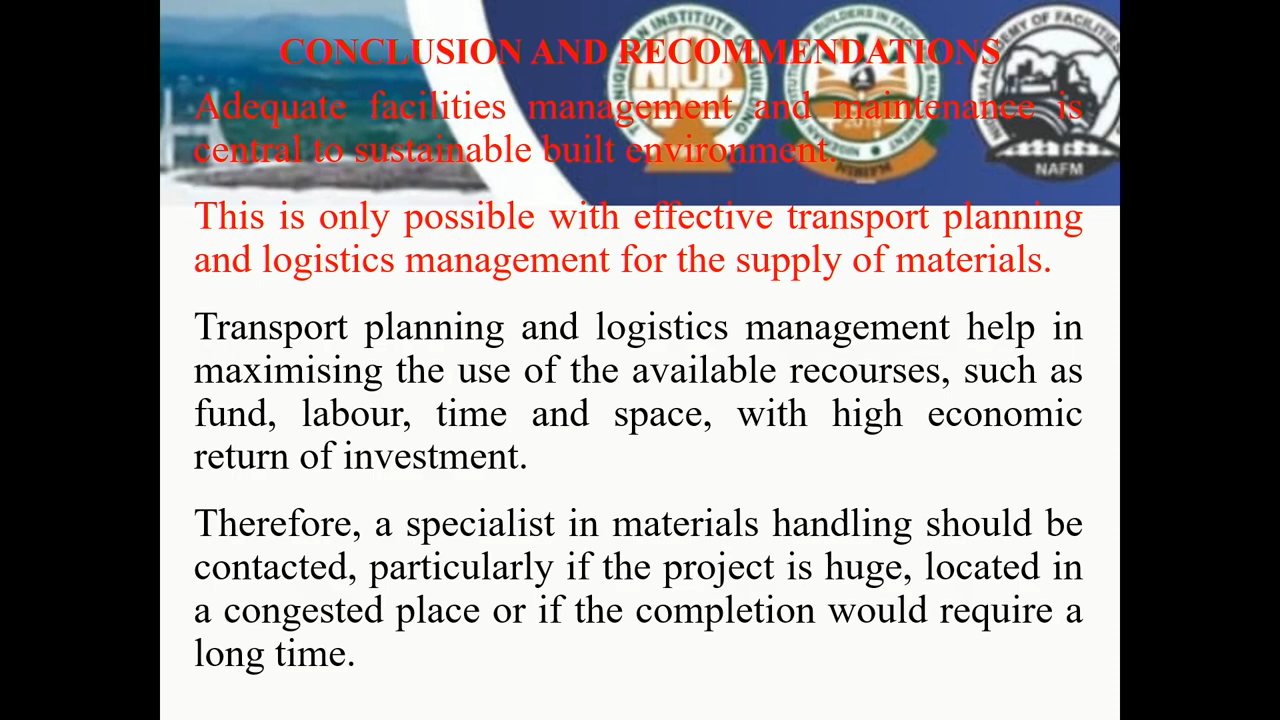 CONCLUSION AND RECOMMENDATIONS
Adequate facilities management and maintenance is
central to sustainable built environment.
This is only possible with effective transport planning
and logistics management for the supply of materials.
Transport planning and logistics management help in
maximising the use of the available recourses, such as
fund, labour, time and space, with high economic
return of investment.
Therefore, a specialist in materials handling should be
contacted, particularly if the project is huge, located in
a congested place or if the completion would require a
long time.
NIOB
NAFM